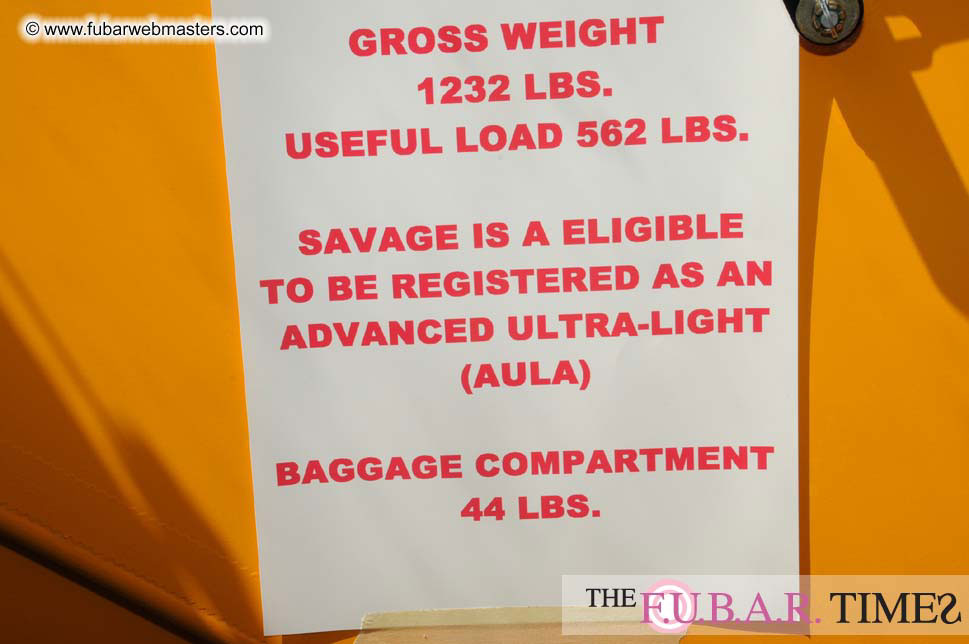 © www.fubarwebmasters.com
GROSS WEIGHT
1232 LBS.
USEFUL LOAD 562 LBS.
SAVAGE IS A ELIGIBLE
TO BE REGISTERED AS AN
ADVANCED ULTRA-LIGHT
(AULA)
BAGGAGE COMPARTMENT
44 LBS.
THE F.U.B.A.R. TIMES